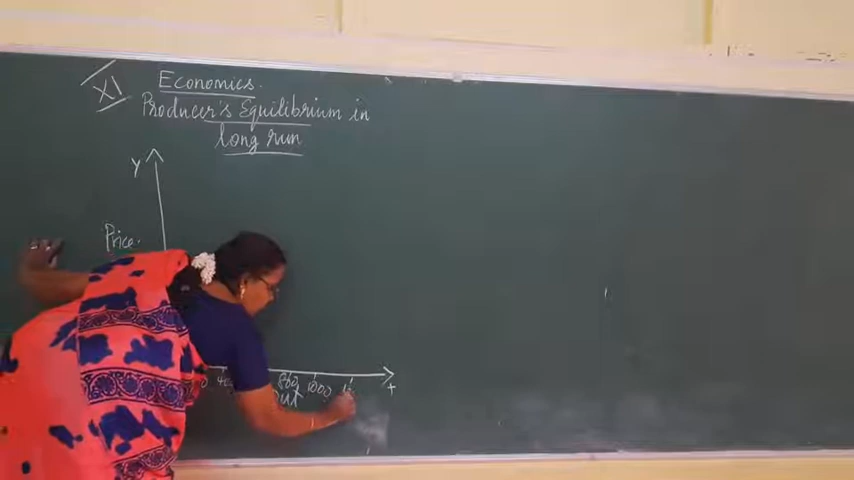 XI
Economics
Producer's Equilibrium in
long run
Y
Price
800 1000